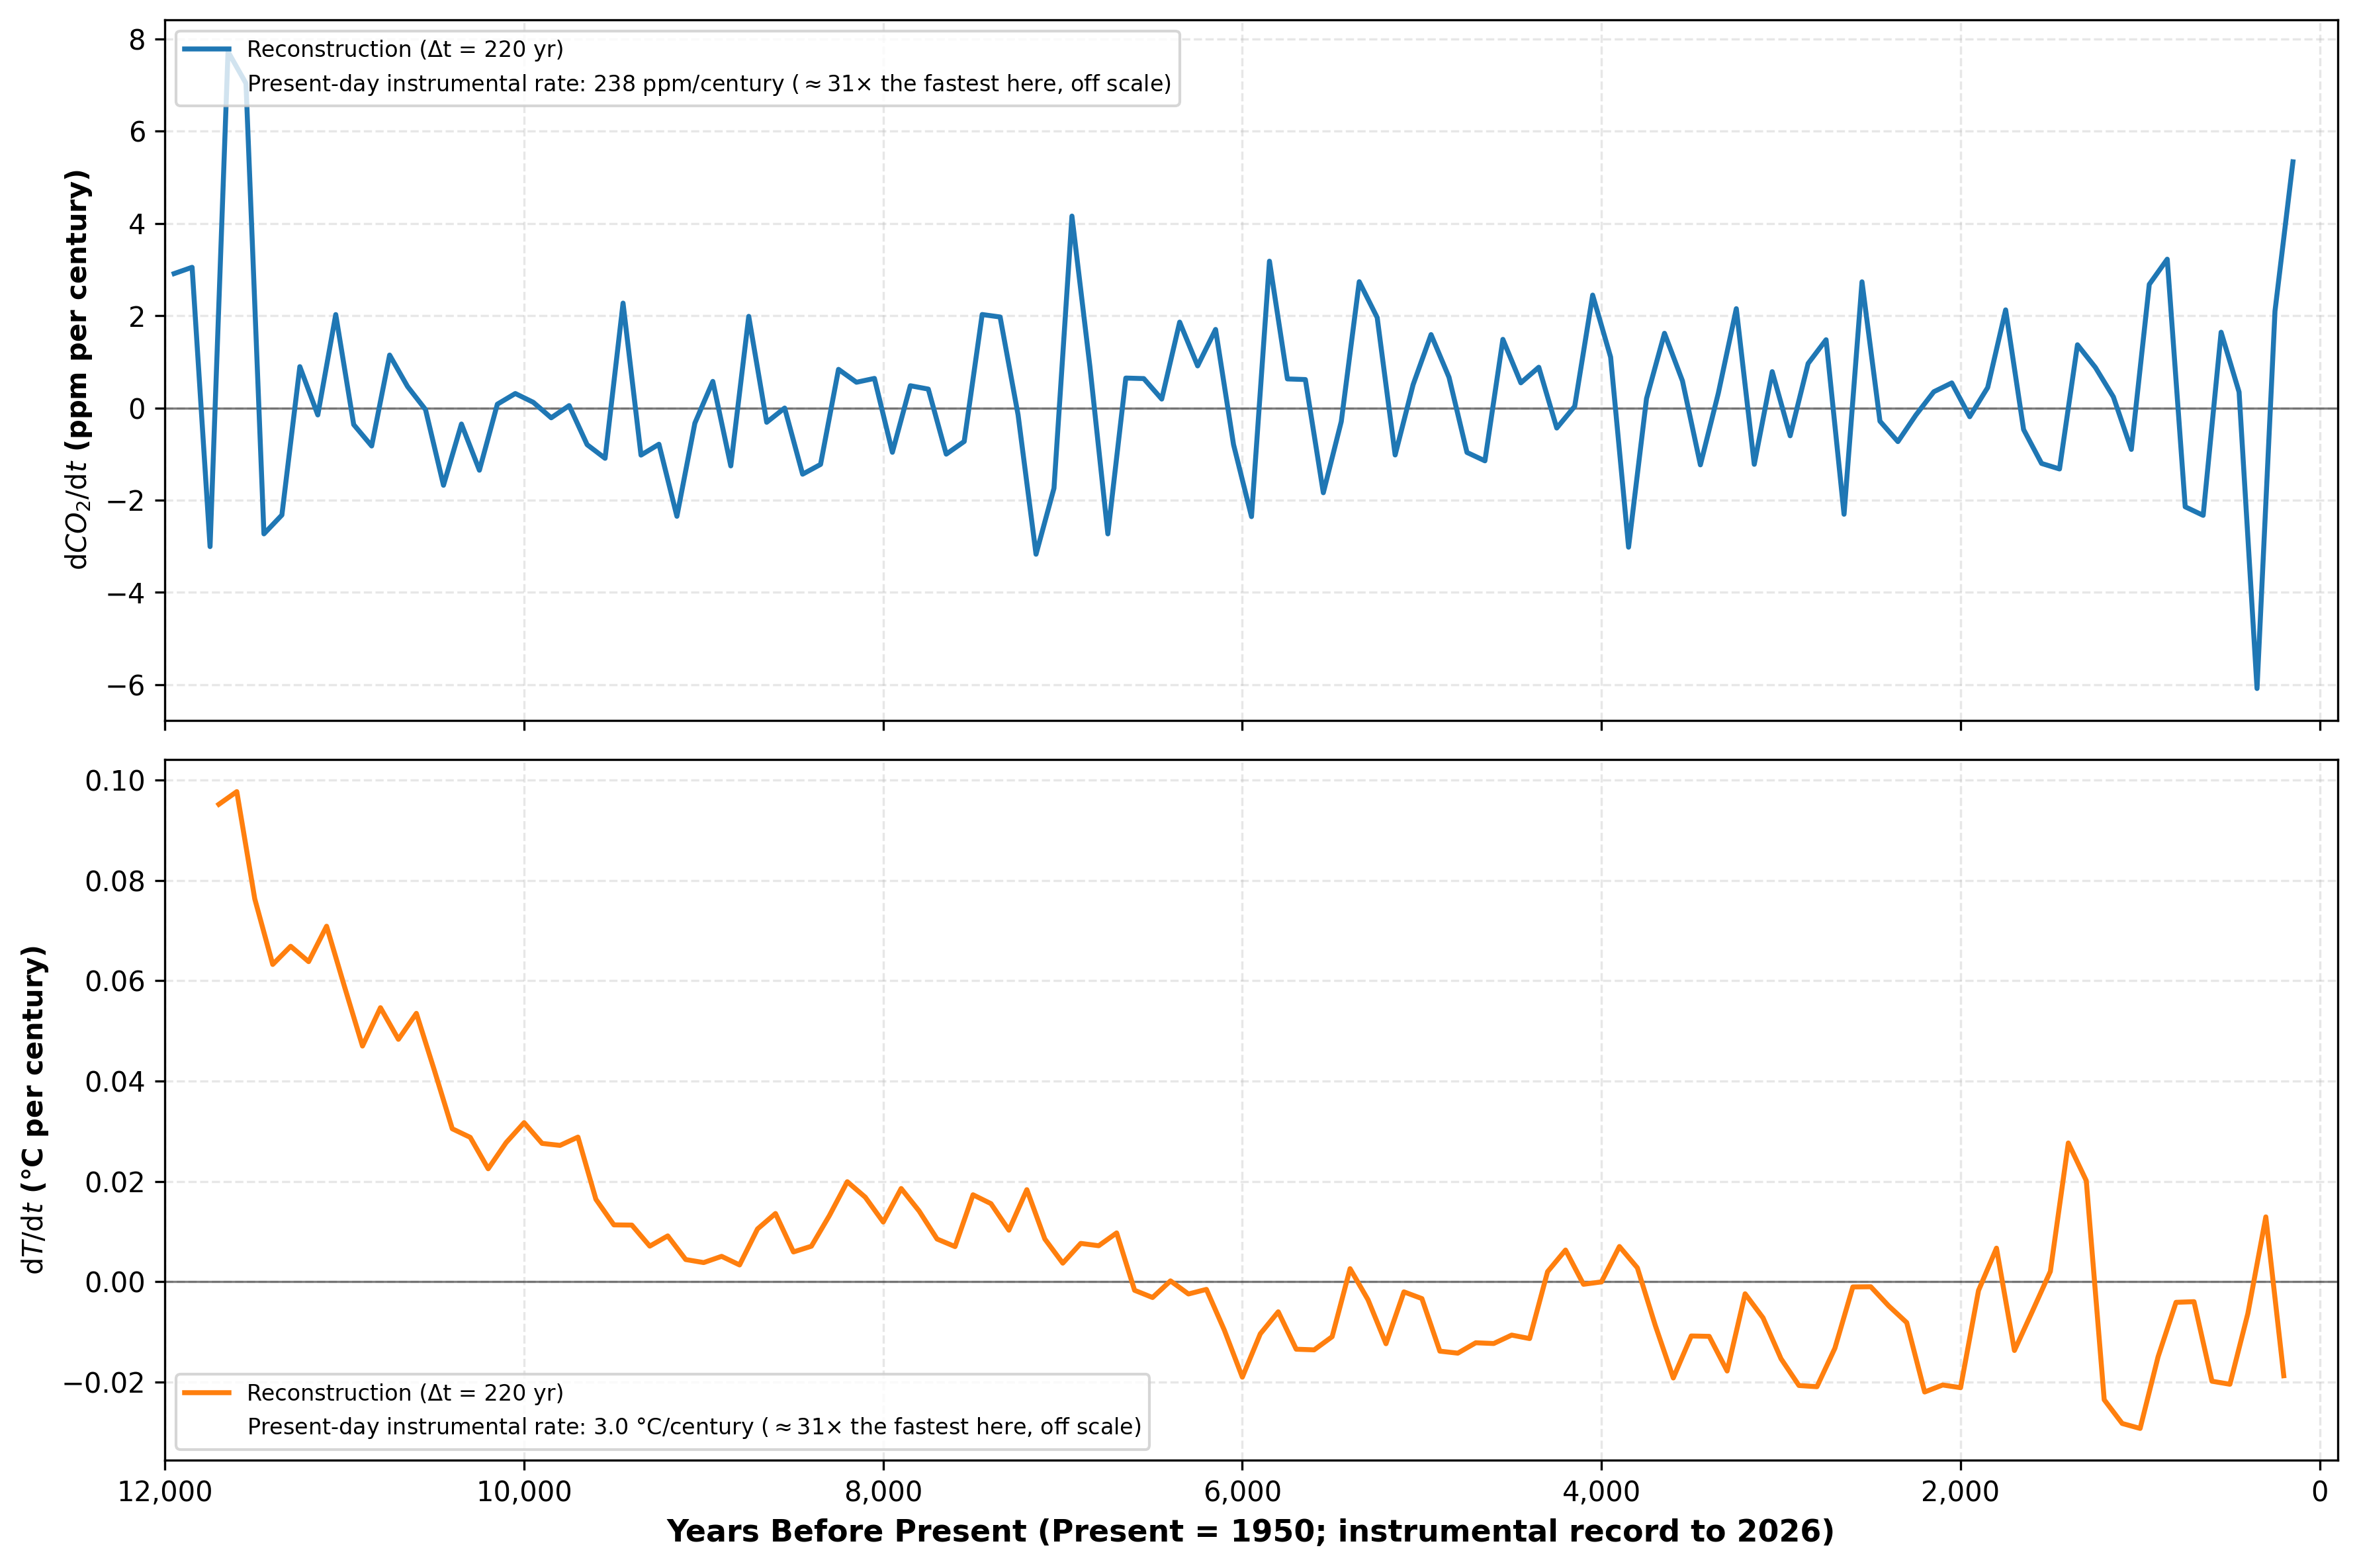 8
6
4
2
0
−2
−4
−6
dCO₂/dt (ppm per century)
Reconstruction (Δt = 220 yr)
Present-day instrumental rate: 238 ppm/century (≈31× the fastest here, off scale)
0.10
0.08
0.06
0.04
0.02
0.00
−0.02
dT/dt (°C per century)
Reconstruction (Δt = 220 yr)
Present-day instrumental rate: 3.0 °C/century (≈31× the fastest here, off scale)
12,000 10,000 8,000 6,000 4,000 2,000 0
Years Before Present (Present = 1950; instrumental record to 2026)